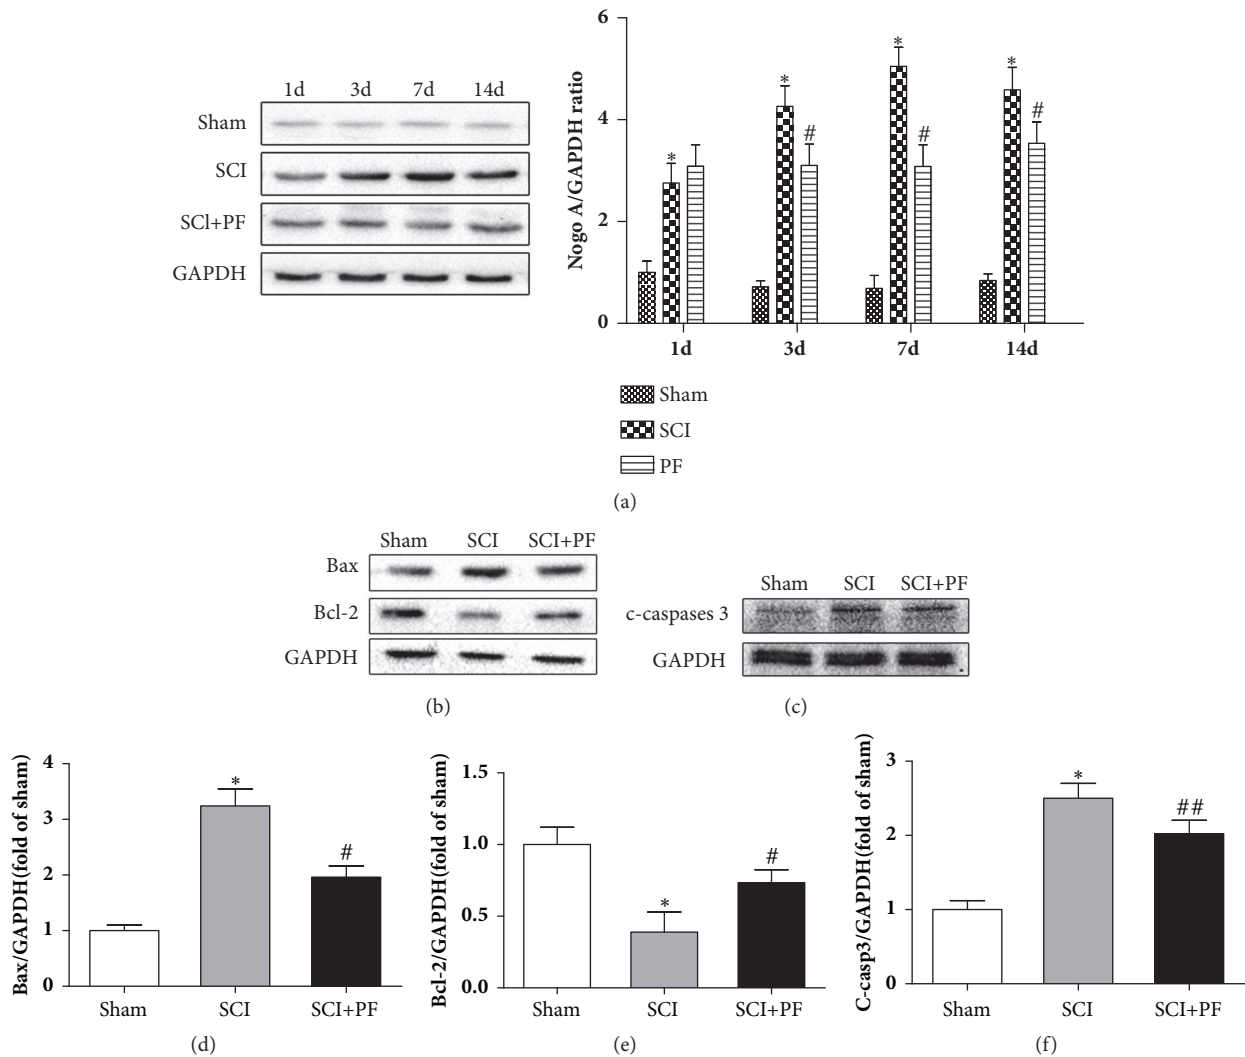 1d 3d 7d 14d
Sham
SCI
SCl+PF
GAPDH
Nogo A/GAPDH ratio
6
4
2
0
* * * *
# # #
1d 3d 7d 14d
Sham
SCI
PF
(a)
Sham SCI SCI+PF
Bax
Bcl-2
GAPDH
(b)
Sham SCI SCI+PF
c-caspases 3
GAPDH
(c)
Bax/GAPDH(fold of sham)
4
3
2
1
0
*
#
Sham SCI SCI+PF
(d)
Bcl-2/GAPDH(fold of sham)
1.5
1.0
0.5
0.0
*
#
Sham SCI SCI+PF
(e)
C-casp3/GAPDH(fold of sham)
3
2
1
0
*
##
Sham SCI SCI+PF
(f)